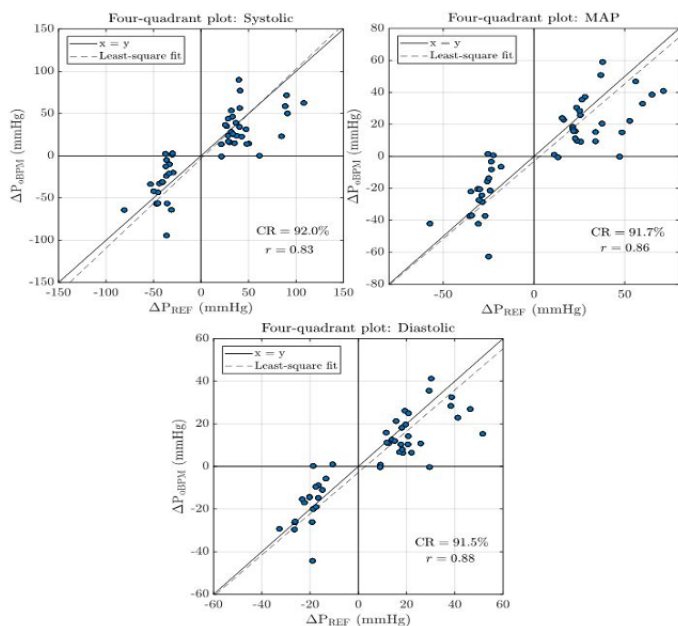 Four-quadrant plot: Systolic
x = y
Least-square fit
150
100
50
0
-50
-100
-150
-150 -100 -50 0 50 100 150
ΔP_oBPM (mmHg)
ΔP_REF (mmHg)
CR = 92.0%
r = 0.83
Four-quadrant plot: MAP
x = y
Least-square fit
80
60
40
20
0
-20
-40
-60
-80
-50 0 50
ΔP_oBPM (mmHg)
ΔP_REF (mmHg)
CR = 91.7%
r = 0.86
Four-quadrant plot: Diastolic
x = y
Least-square fit
60
40
20
0
-20
-40
-60
-60 -40 -20 0 20 40 60
ΔP_oBPM (mmHg)
ΔP_REF (mmHg)
CR = 91.5%
r = 0.88